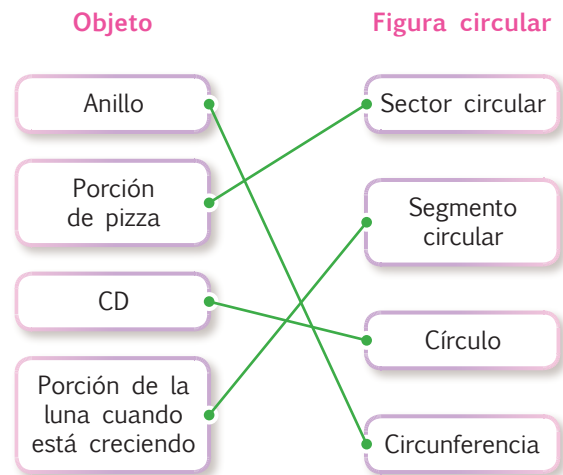 Objeto
Anillo
Porción
de pizza
CD
Porción de la
luna cuando
está creciendo
Figura circular
Sector circular
Segmento
circular
Círculo
Circunferencia